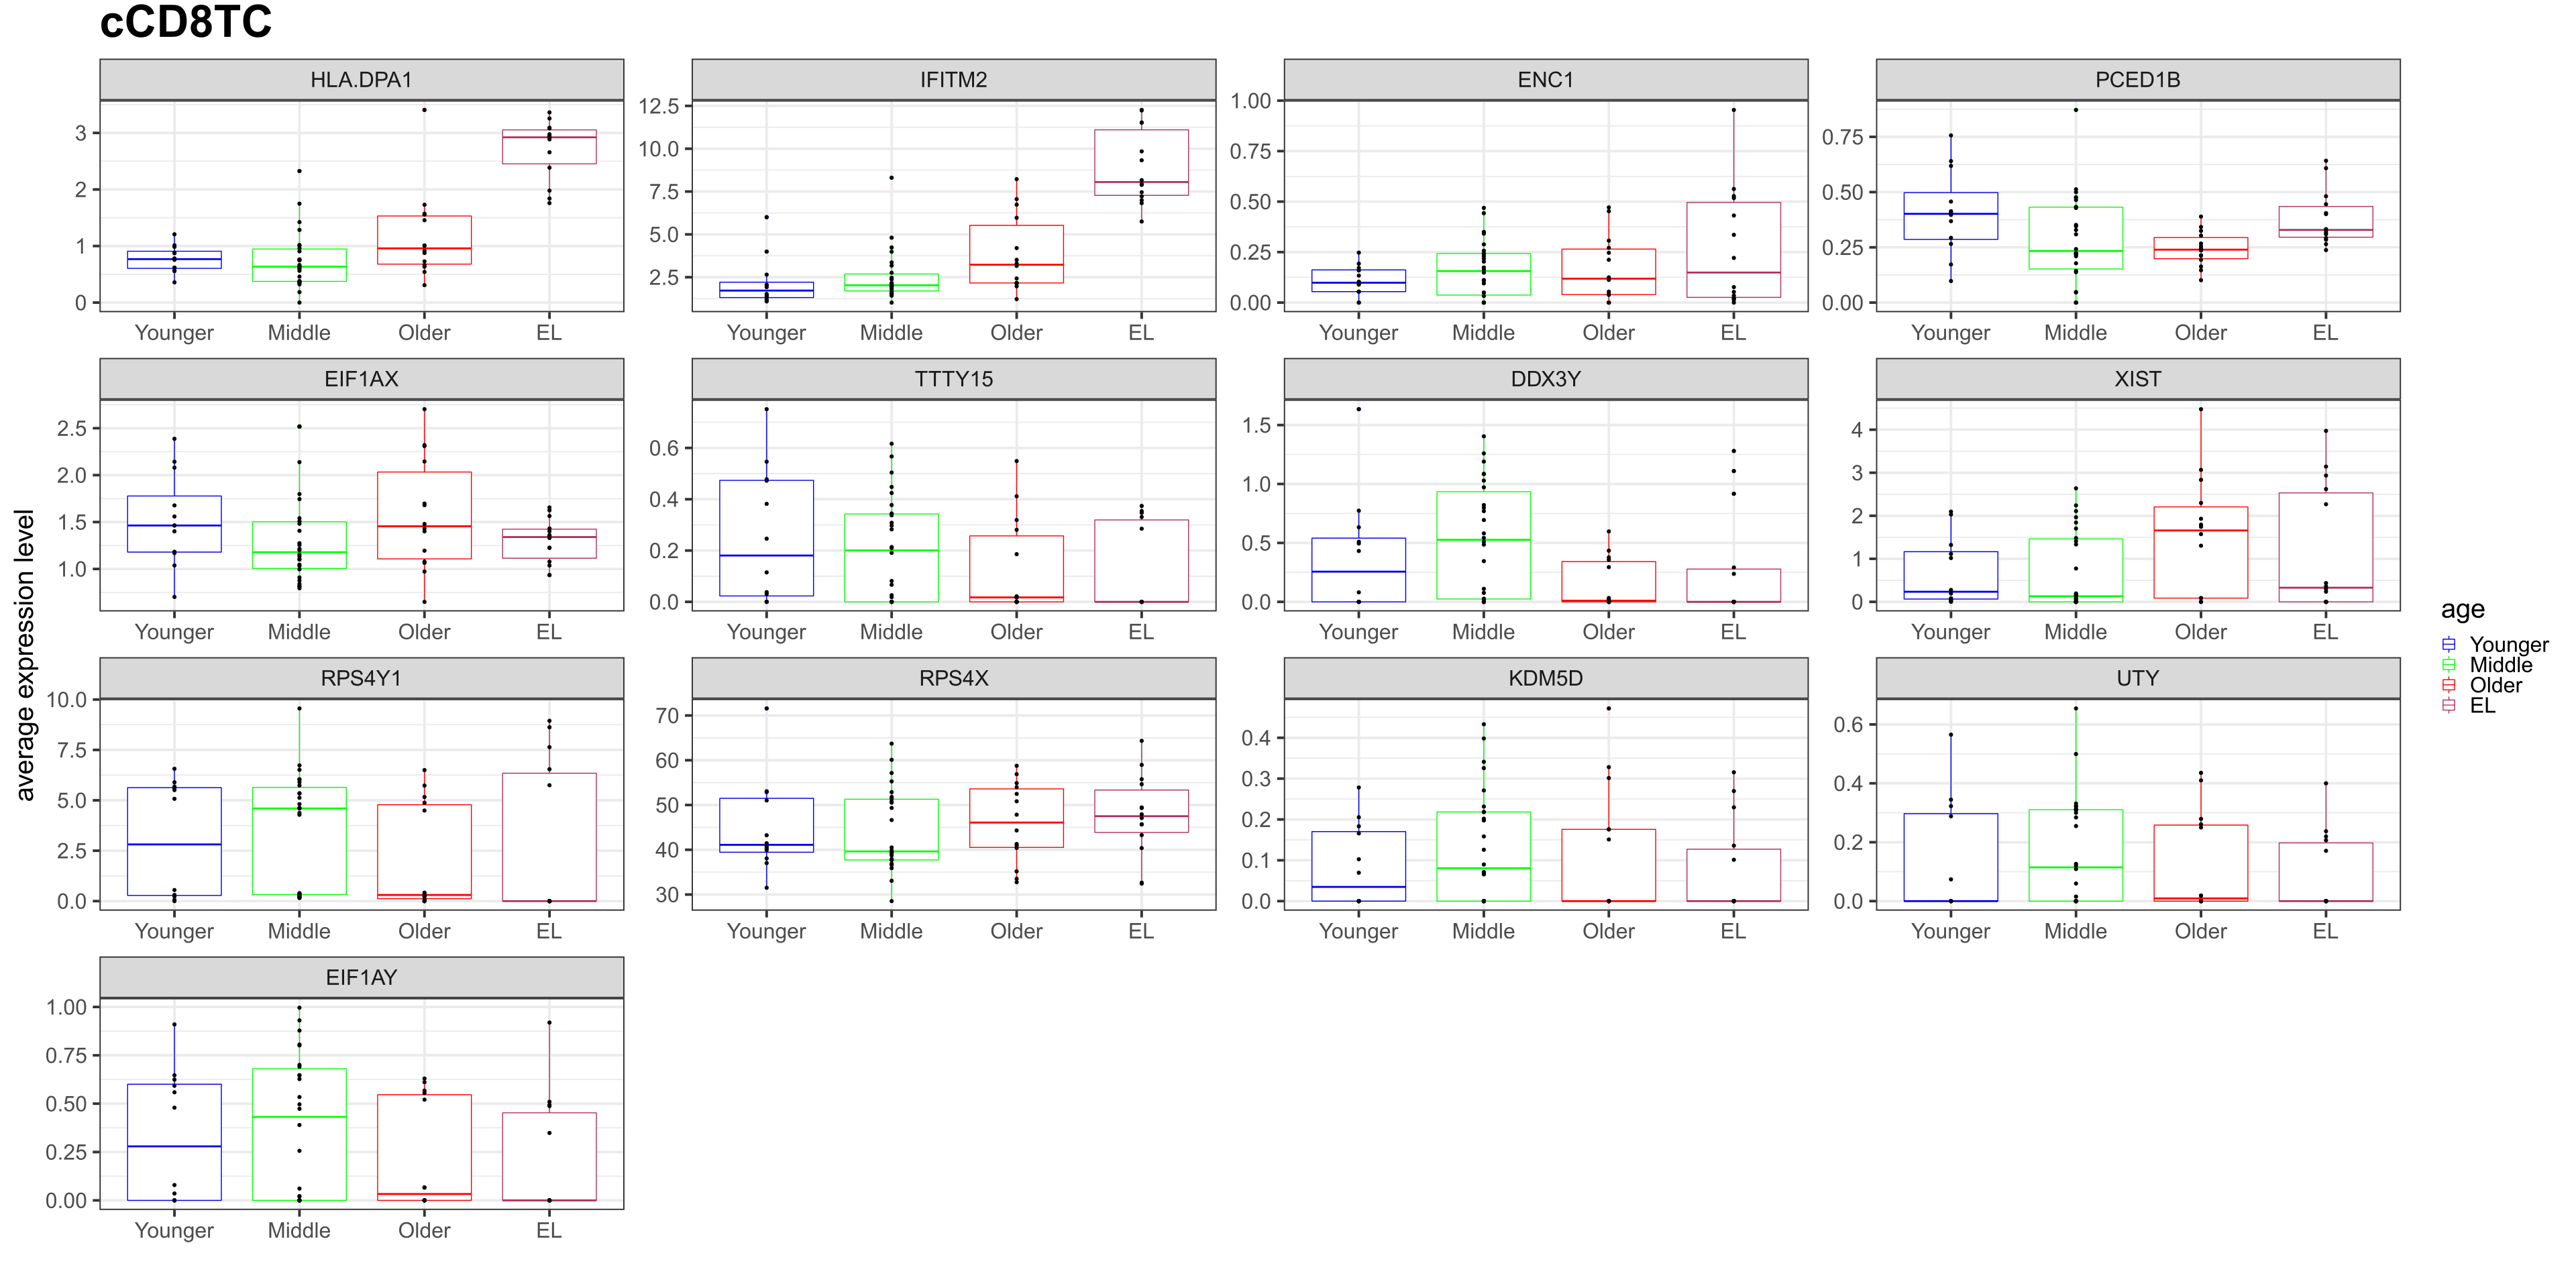 cCD8TC
HLA.DPA1 IFITM2 ENC1 PCED1B
3 2 1 0
12.5 10.0 7.5 5.0 2.5
1.00 0.75 0.50 0.25 0.00
0.75 0.50 0.25 0.00
Younger Middle Older EL Younger Middle Older EL Younger Middle Older EL Younger Middle Older EL
EIF1AX TTTY15 DDX3Y XIST
2.5 2.0 1.5 1.0
0.6 0.4 0.2 0.0
1.5 1.0 0.5 0.0
4 3 2 1 0
Younger Middle Older EL Younger Middle Older EL Younger Middle Older EL Younger Middle Older EL
average expression level
RPS4Y1 RPS4X KDM5D UTY
10.0 7.5 5.0 2.5 0.0
70 60 50 40 30
0.4 0.3 0.2 0.1 0.0
0.6 0.4 0.2 0.0
Younger Middle Older EL Younger Middle Older EL Younger Middle Older EL Younger Middle Older EL
EIF1AY
1.00 0.75 0.50 0.25 0.00
Younger Middle Older EL
age
Younger
Middle
Older
EL